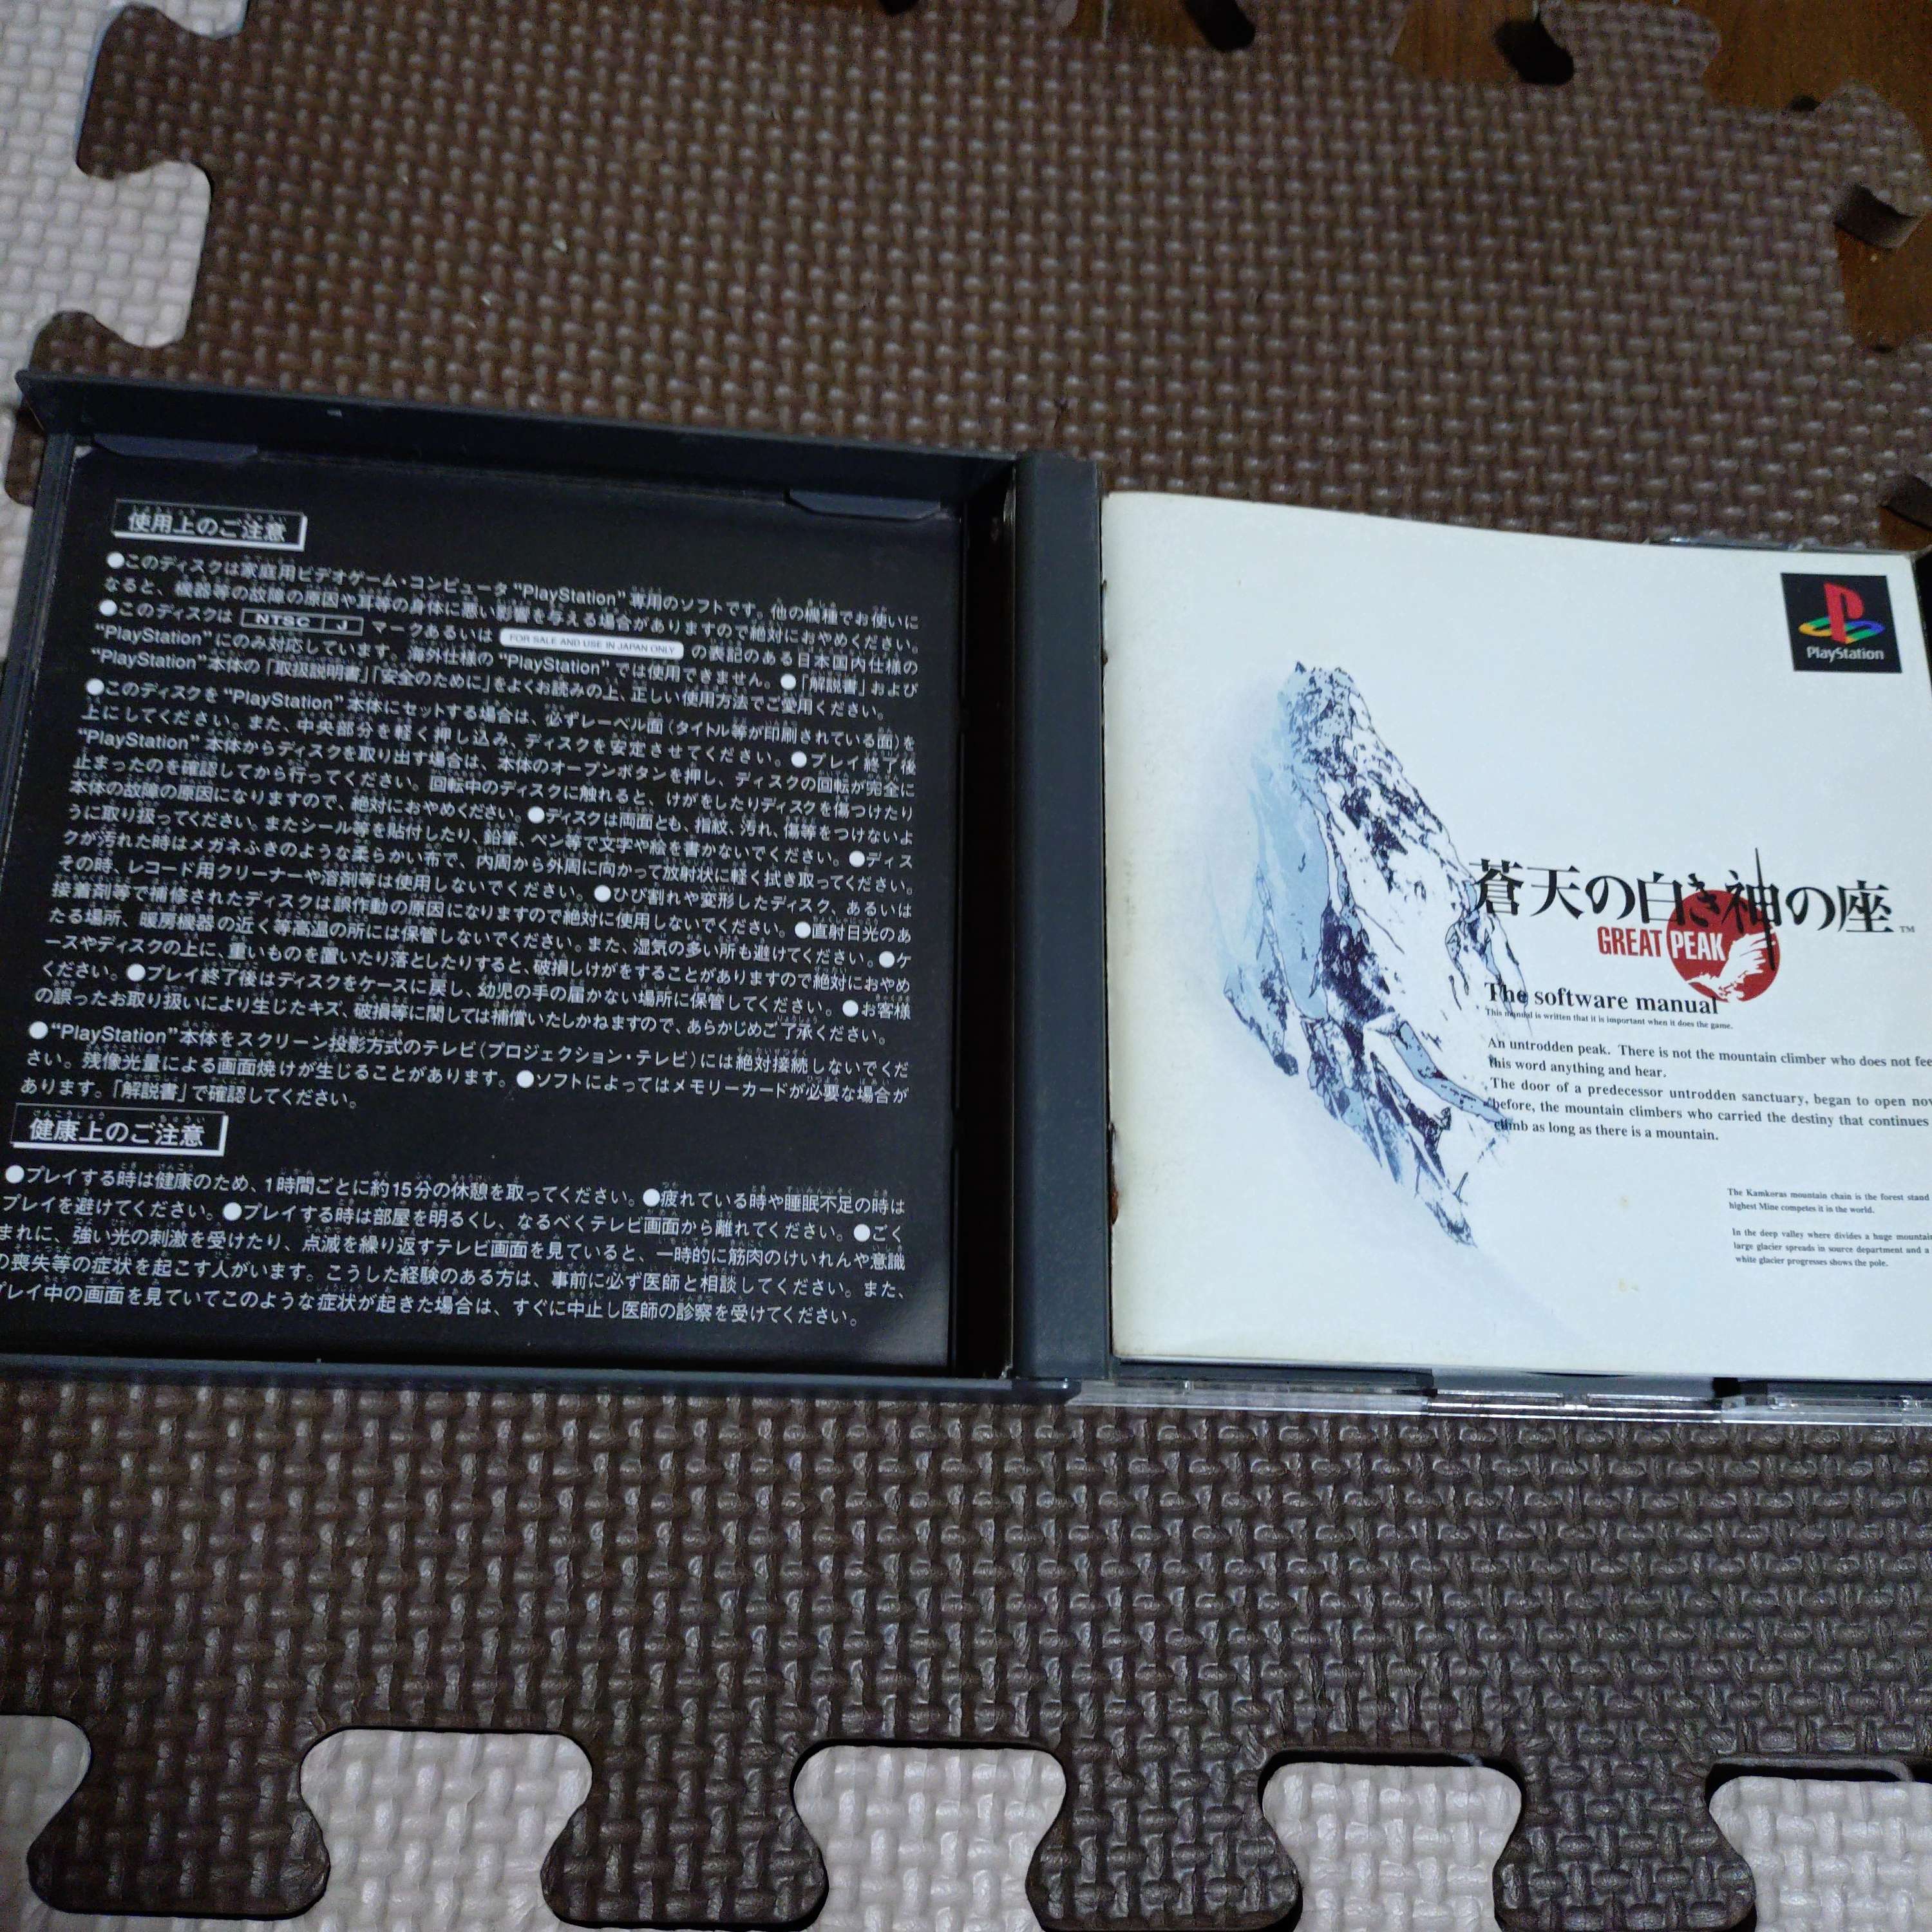 使用上のご注意
●このディスクは家庭用ビデオゲーム・コンピュータ“PlayStation”専用のソフトです。他の機種でお使いに
なると、機器等の故障の原因や耳等の身体に悪い影響を与える場合がありますので絶対におやめください。
●このディスクは NTSC J マークあるいは FOR SALE AND USE IN JAPAN ONLY の表記のある日本国内仕様の
“PlayStation”にのみ対応しています。海外仕様の“PlayStation”では使用できません。●「解説書」および
“PlayStation”本体の「取扱説明書」「安全のために」をよくお読みの上、正しい使用方法でご愛用ください。
●このディスクを“PlayStation”本体にセットする場合は、必ずレーベル面(タイトル等が印刷されている面)を
上にしてください。また、中央部分を軽く押し込み、ディスクを安定させてください。●プレイ終了後
“PlayStation”本体からディスクを取り出す場合は、本体のオープンボタンを押し、ディスクの回転が完全に
止まったのを確認してから行ってください。回転中のディスクに触れると、けがをしたりディスクを傷つけたり
本体の故障の原因になりますので、絶対におやめください。●ディスクは両面とも、指紋、汚れ、傷等をつけないよ
うに取り扱ってください。またシール等を貼付したり、鉛筆、ペン等で文字や絵を書かないでください。●ディス
クが汚れた時はメガネふきのような柔らかい布で、内周から外周に向かって放射状に軽く拭き取ってください。
その時、レコード用クリーナーや溶剤等は使用しないでください。●ひび割れや変形したディスク、あるいは
接着剤等で補修されたディスクは誤作動の原因になりますので絶対に使用しないでください。●直射日光のあ
たる場所、暖房機器の近く等高温の所には保管しないでください。また、湿気の多い所も避けてください。●ケ
ースやディスクの上に、重いものを置いたり落としたりすると、破損しけがをすることがありますので絶対におやめ
ください。●プレイ終了後はディスクをケースに戻し、幼児の手の届かない場所に保管してください。●お客様
の誤ったお取り扱いにより生じたキズ、破損等に関しては補償いたしかねますので、あらかじめご了承ください。
●“PlayStation”本体をスクリーン投影方式のテレビ(プロジェクション・テレビ)には絶対接続しないでくだ
さい。残像光量による画面焼けが生じることがあります。●ソフトによってはメモリーカードが必要な場合が
あります。「解説書」で確認してください。
健康上のご注意
●プレイする時は健康のため、1時間ごとに約15分の休憩を取ってください。●疲れている時や睡眠不足の時は
プレイを避けてください。●プレイする時は部屋を明るくし、なるべくテレビ画面から離れてください。●ごく
まれに、強い光の刺激を受けたり、点滅を繰り返すテレビ画面を見ていると、一時的に筋肉のけいれんや意識
の喪失等の症状を起こす人がいます。こうした経験のある方は、事前に必ず医師と相談してください。また、
プレイ中の画面を見ていてこのような症状が起きた場合は、すぐに中止し医師の診察を受けてください。
PlayStation
蒼天の白き神の座™
GREAT PEAK
The software manual
This manual is written that it is important when it does the game.
An untrodden peak. There is not the mountain climber who does not fee
this word anything and hear.
The door of a predecessor untrodden sanctuary, began to open now
before, the mountain climbers who carried the destiny that continues
climb as long as there is a mountain.
The Kamkoras mountain chain is the forest stand
highest Mine competes it in the world.
In the deep valley where divides a huge mountain
large glacier spreads in source department and a
white glacier progresses shows the pole.